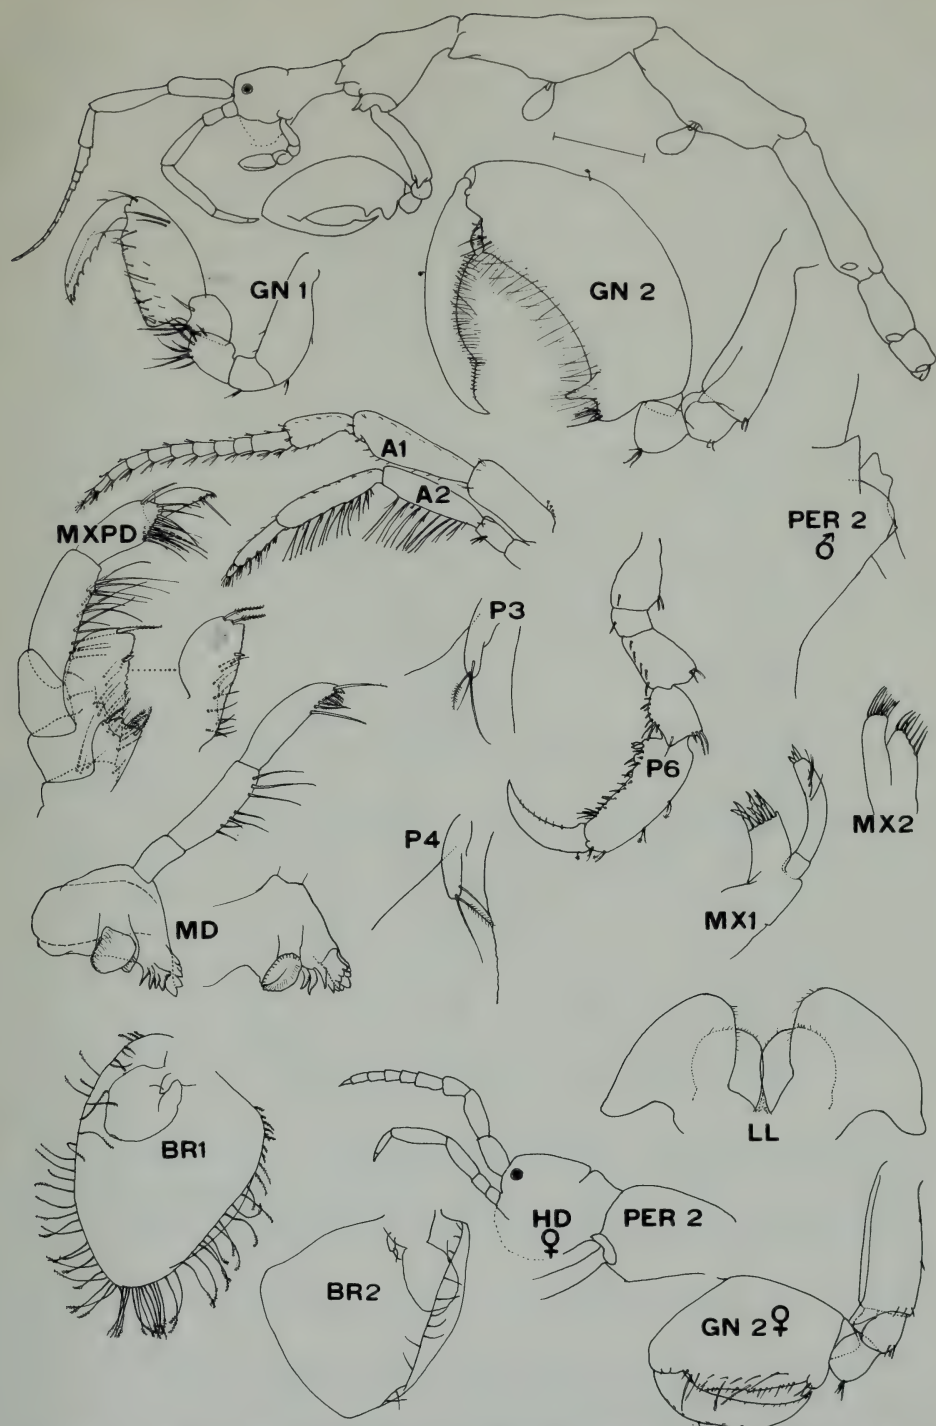 GN 1
GN 2
A1
A2
MXPD
PER 2
♂
P3
P6
MX2
P4
MX1
MD
LL
BR1
HD
♀
PER 2
BR2
GN 2♀